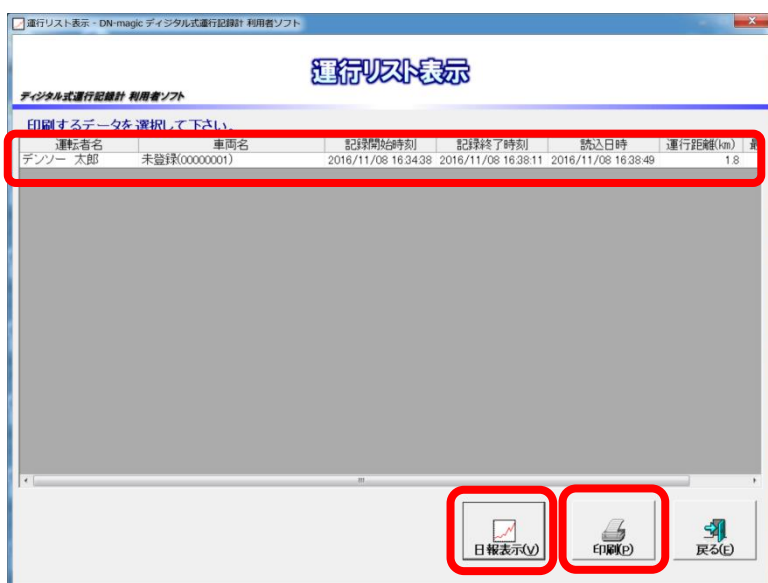 運行リスト表示 - DN-magic ディジタル式運行記録計 利用者ソフト
運行リスト表示
ディジタル式運行記録計 利用者ソフト
印刷するデータを選択して下さい。
運転者名 車両名 記録開始時刻 記録終了時刻 読込日時 運行距離(km) 最
デンソー 太郎 未登録(00000001) 2016/11/08 16:34:38 2016/11/08 16:38:11 2016/11/08 16:38:49 1.8
日報表示(V) 印刷(P) 戻る(E)